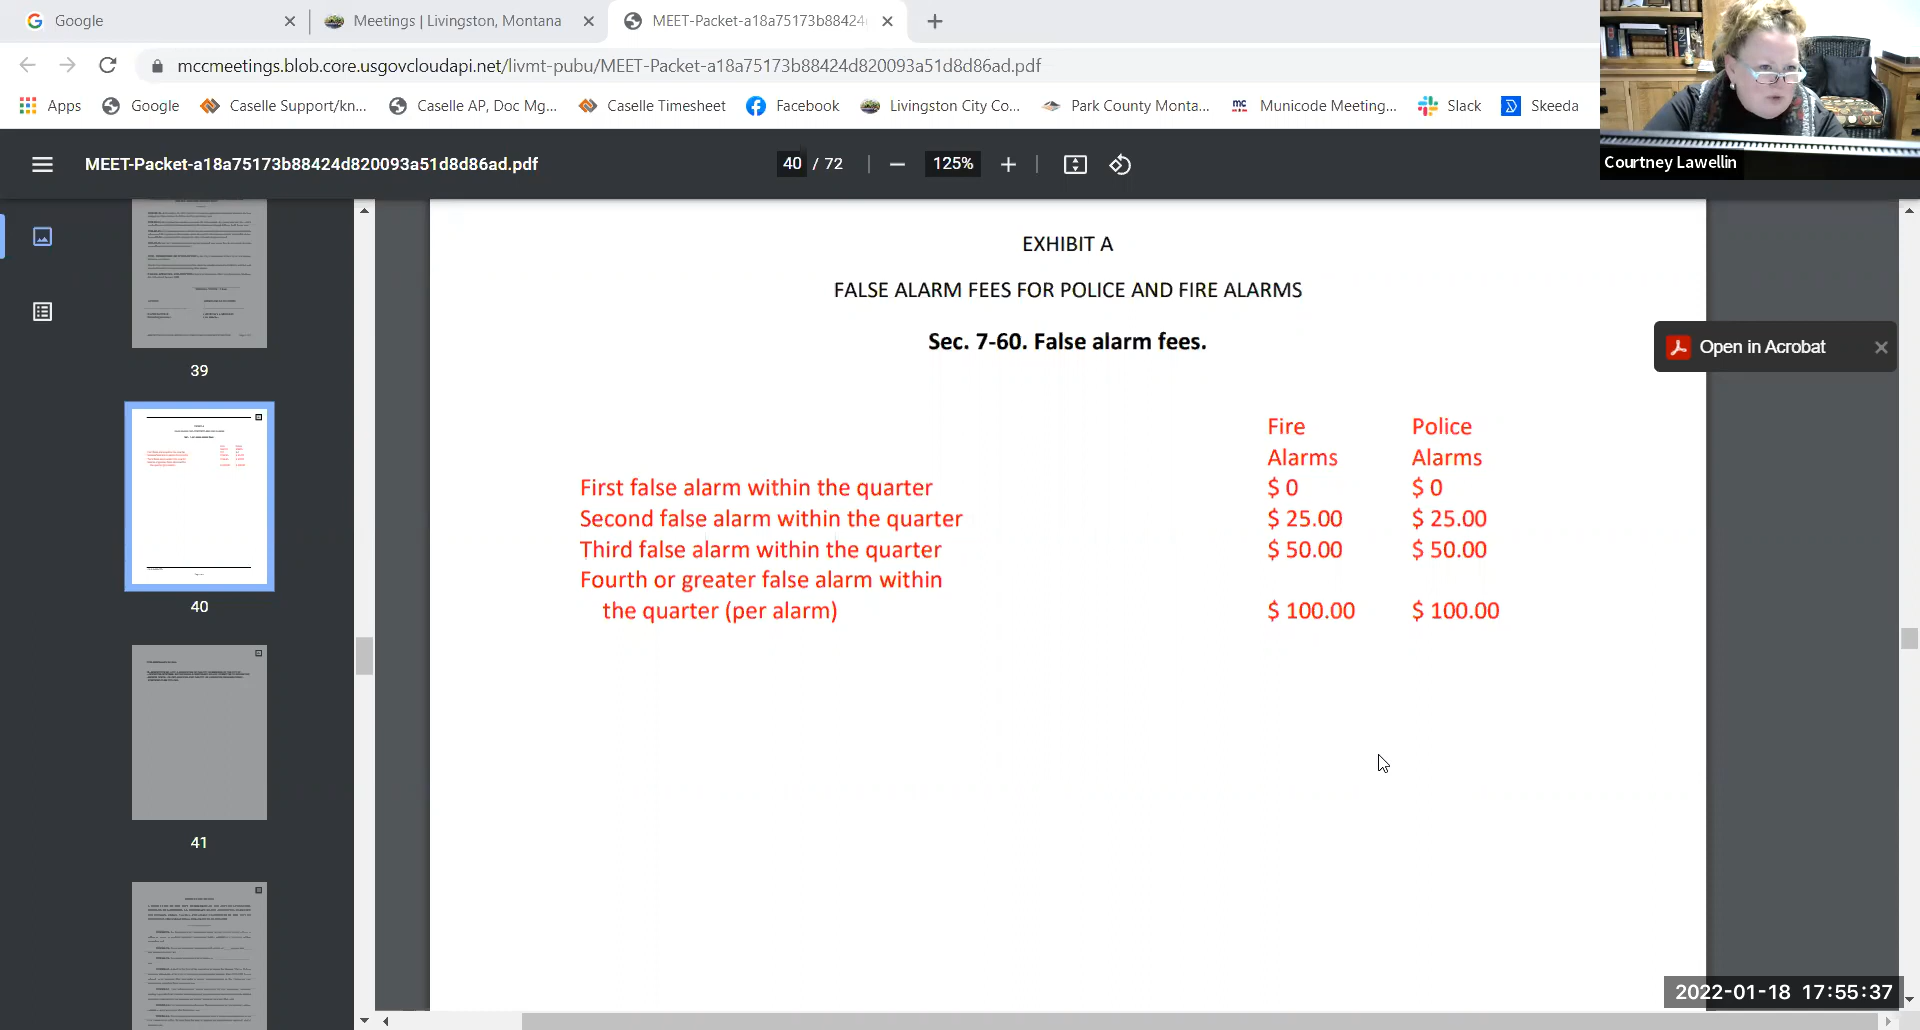 Google
Meetings | Livingston, Montana
MEET-Packet-a18a75173b88424
mccmeetings.blob.core.usgovcloudapi.net/livmt-pubu/MEET-Packet-a18a75173b88424d820093a51d8d86ad.pdf
Apps
Google
Caselle Support/kn...
Caselle AP, Doc Mg...
Caselle Timesheet
Facebook
Livingston City Co...
Park County Monta...
mc
Municode Meeting...
Slack
Skeeda
Courtney Lawellin
MEET-Packet-a18a75173b88424d820093a51d8d86ad.pdf
40 / 72
125%
39
40
41
EXHIBIT A
FALSE ALARM FEES FOR POLICE AND FIRE ALARMS
Sec. 7-60. False alarm fees.
Open in Acrobat
Fire Police
Alarms Alarms
First false alarm within the quarter $ 0 $ 0
Second false alarm within the quarter $ 25.00 $ 25.00
Third false alarm within the quarter $ 50.00 $ 50.00
Fourth or greater false alarm within
the quarter (per alarm) $ 100.00 $ 100.00
2022-01-18 17:55:37